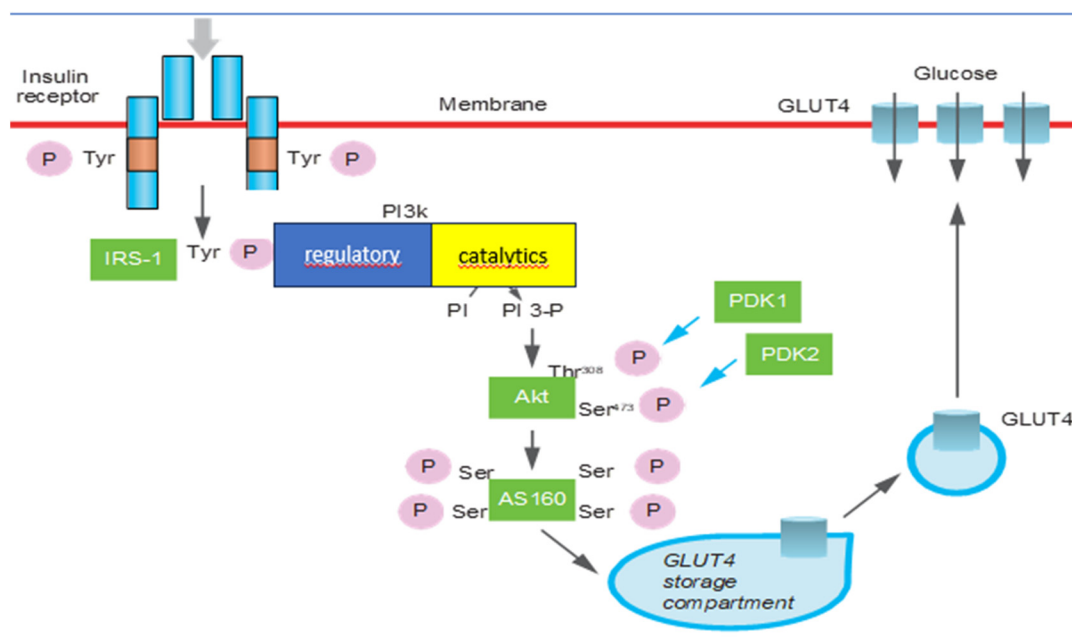 Insulin
receptor
Membrane
Glucose
GLUT4
P Tyr
Tyr P
PI3k
IRS-1 Tyr P regulatory catalytics
PI PI 3-P
PDK1
PDK2
Thr³⁰⁸ P
Akt
Ser⁴⁷³ P
GLUT4
P Ser Ser P
AS160
P Ser Ser P
GLUT4
storage
compartment